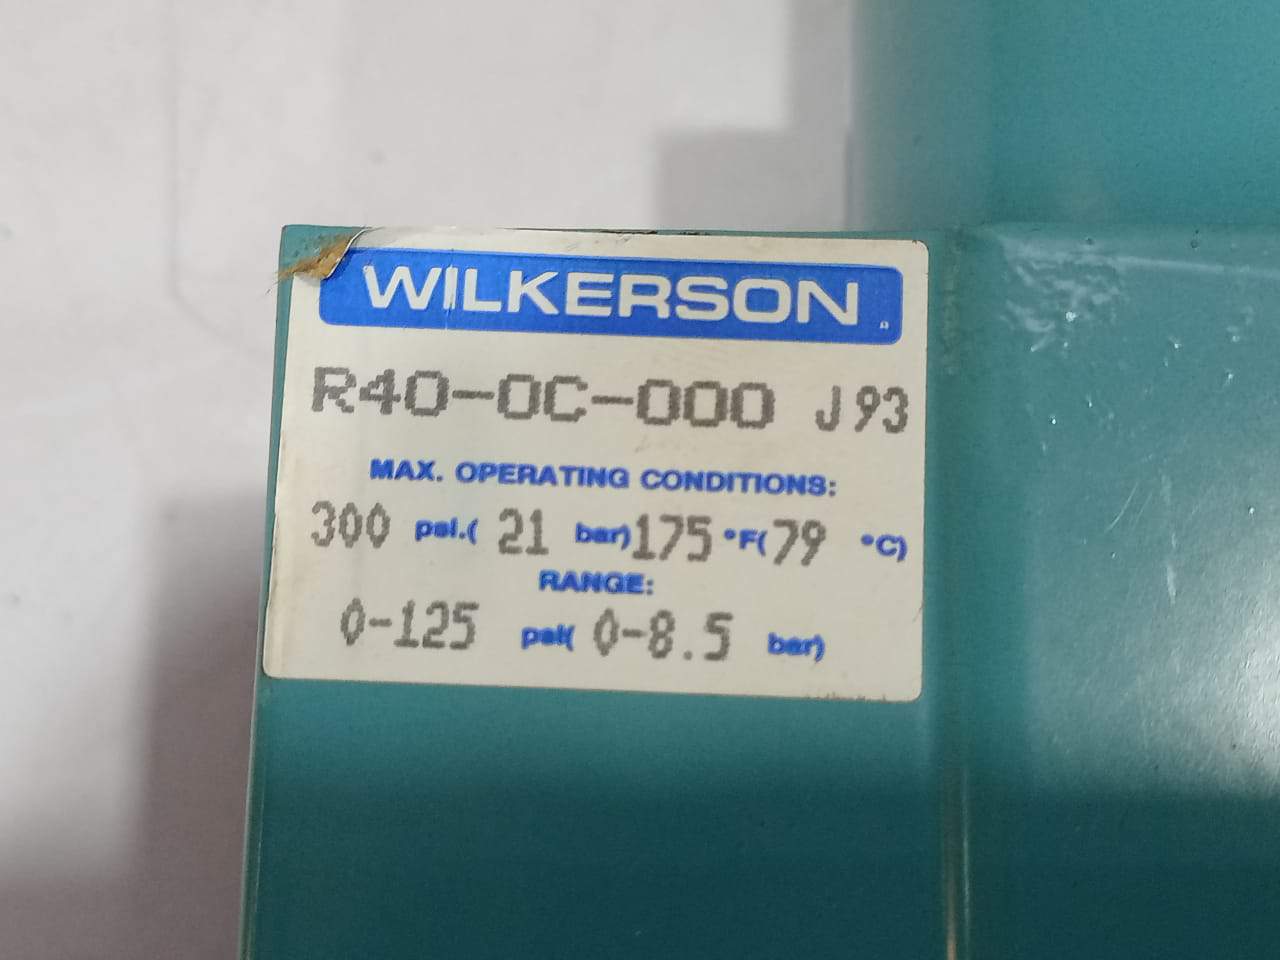 WILKERSON
R40-0C-000 J93
MAX. OPERATING CONDITIONS:
300 psi.( 21 bar)175 °F(79 °C)
RANGE:
0-125 psi( 0-8.5 bar)